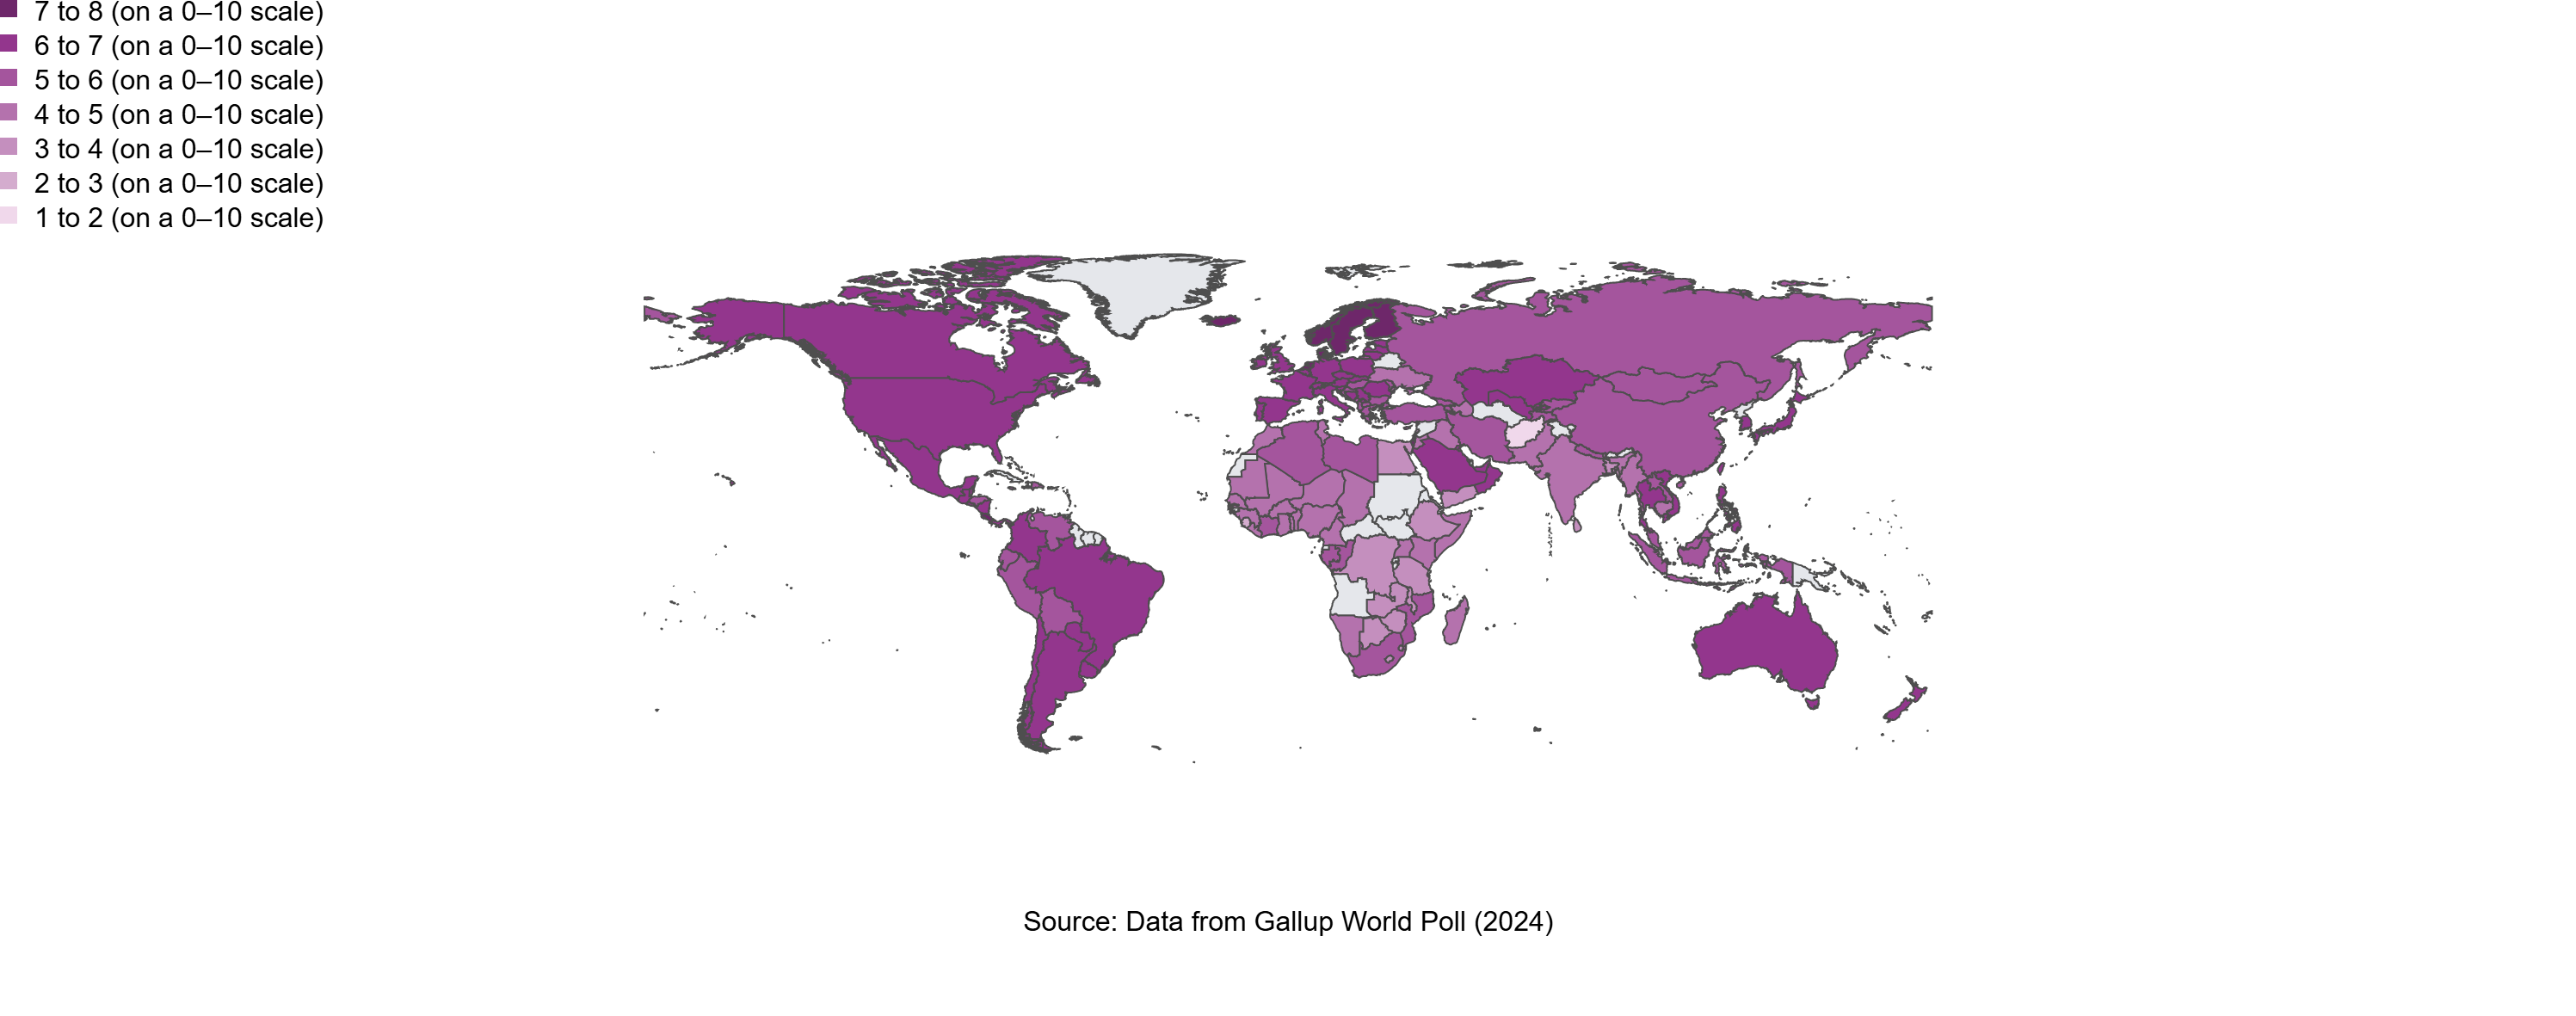 7 to 8 (on a 0–10 scale)
6 to 7 (on a 0–10 scale)
5 to 6 (on a 0–10 scale)
4 to 5 (on a 0–10 scale)
3 to 4 (on a 0–10 scale)
2 to 3 (on a 0–10 scale)
1 to 2 (on a 0–10 scale)
Source: Data from Gallup World Poll (2024)